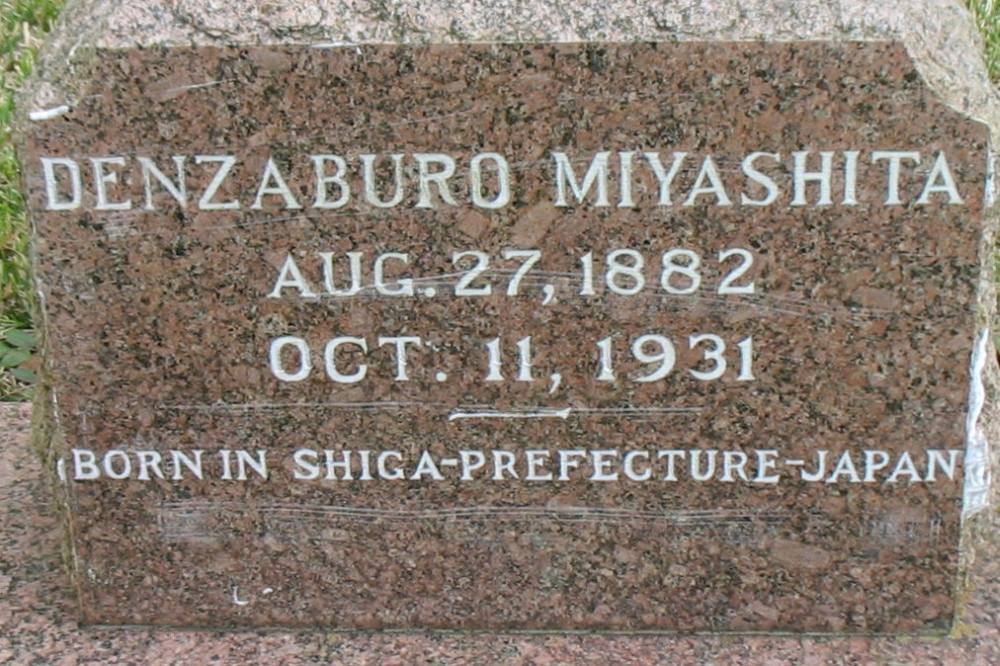 DENZABURO MIYASHITA
AUG. 27, 1882
OCT. 11, 1931
BORN IN SHIGA-PREFECTURE-JAPAN